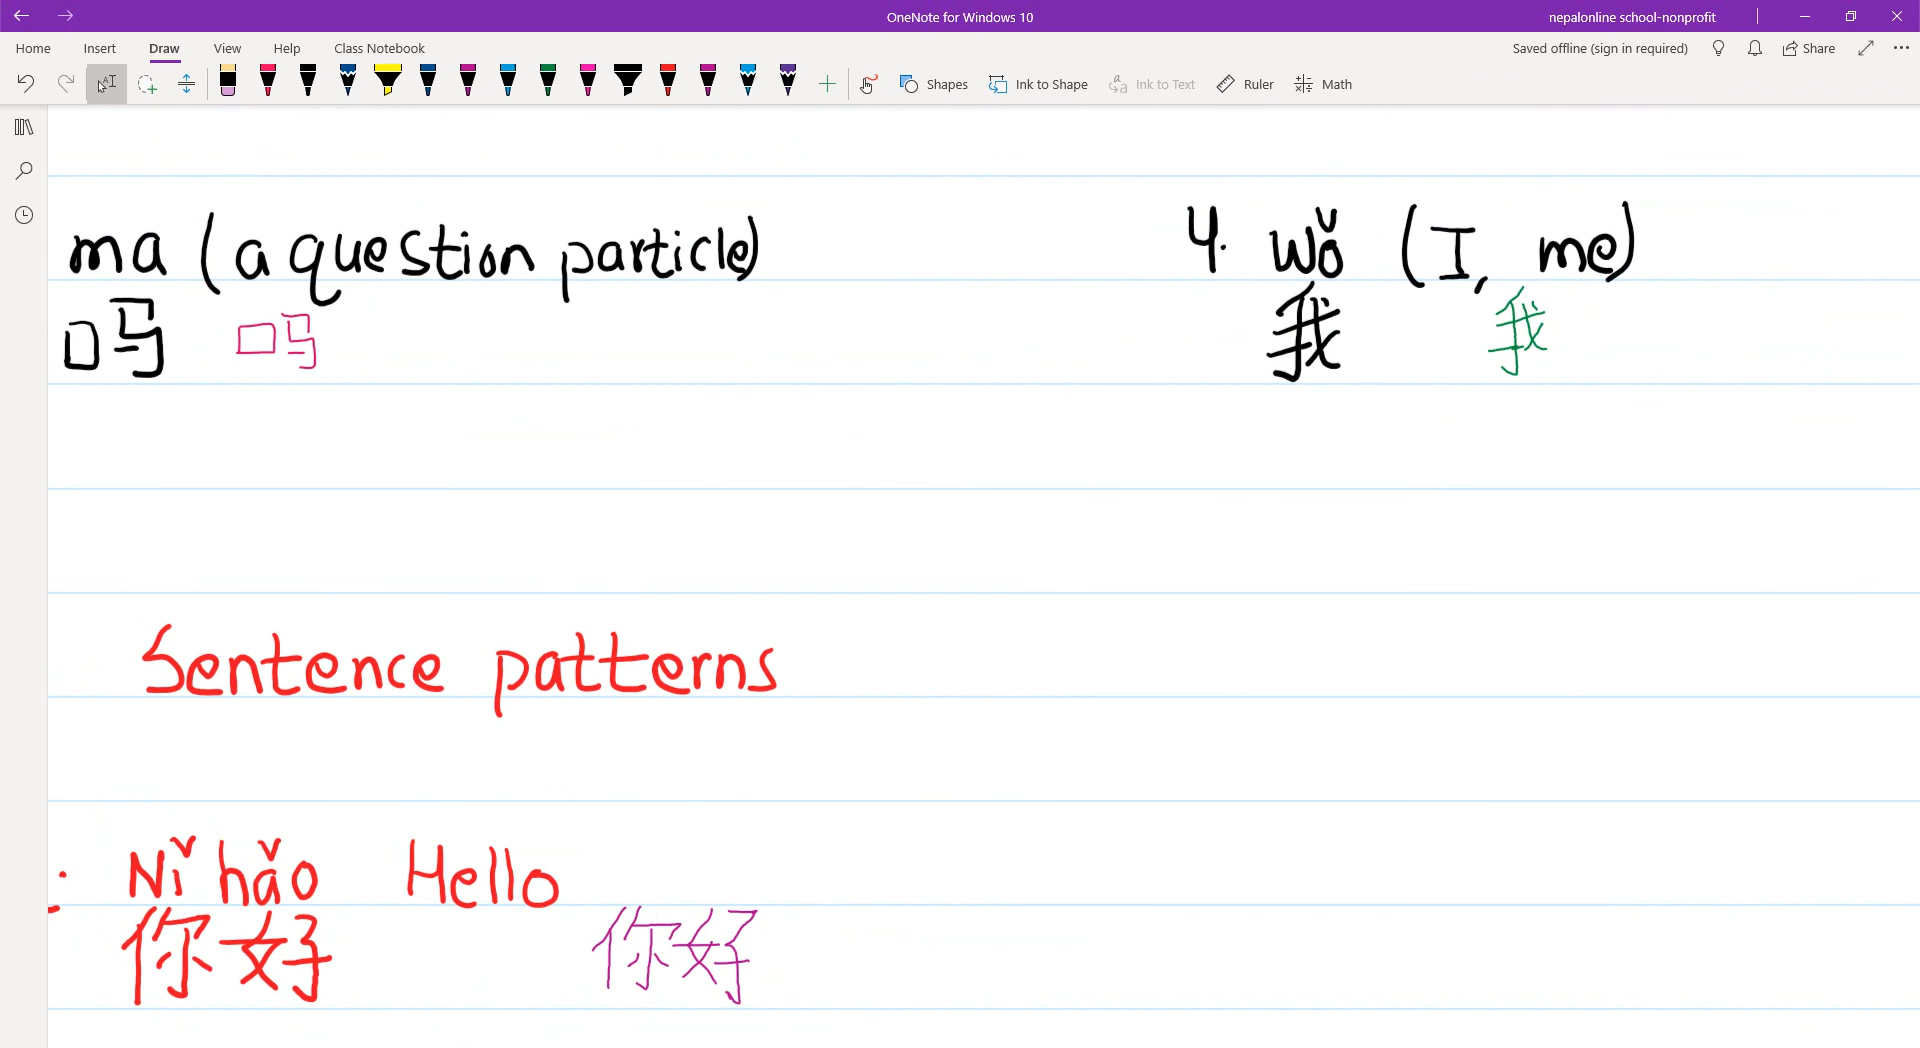 OneNote for Windows 10
nepalonline school-nonprofit
Home Insert Draw View Help Class Notebook
Saved offline (sign in required) Share
Shapes Ink to Shape Ink to Text Ruler Math
ma (a question particle)
吗 吗
4. wǒ (I, me)
我 我
Sentence patterns
Nǐ hǎo Hello
你好 你好